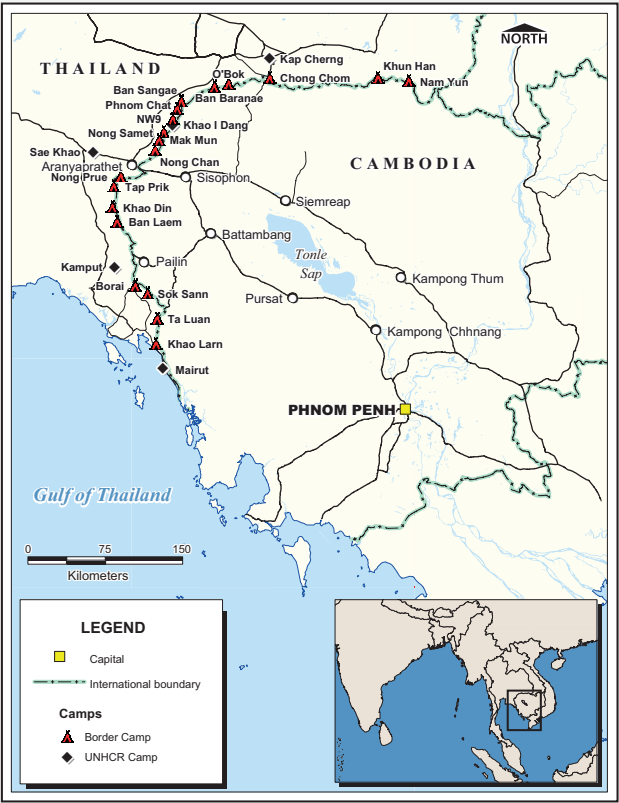 NORTH
THAILAND
Kap Cherng
Khun Han
O'Bok
Chong Chom
Nam Yun
Ban Sangae
Ban Baranae
Phnom Chat
NW9
Khao I Dang
Nong Samet
Mak Mun
Sae Khao
Nong Chan
CAMBODIA
Aranyaprathet
Nong Prue
Sisophon
Tap Prik
Siemreap
Khao Din
Ban Laem
Battambang
Tonle
Sap
Kamput
Pailin
Kampong Thum
Borai
Sok Sann
Pursat
Ta Luan
Kampong Chhnang
Khao Larn
Mairut
PHNOM PENH
Gulf of Thailand
0 75 150
Kilometers
LEGEND
Capital
International boundary
Camps
Border Camp
UNHCR Camp